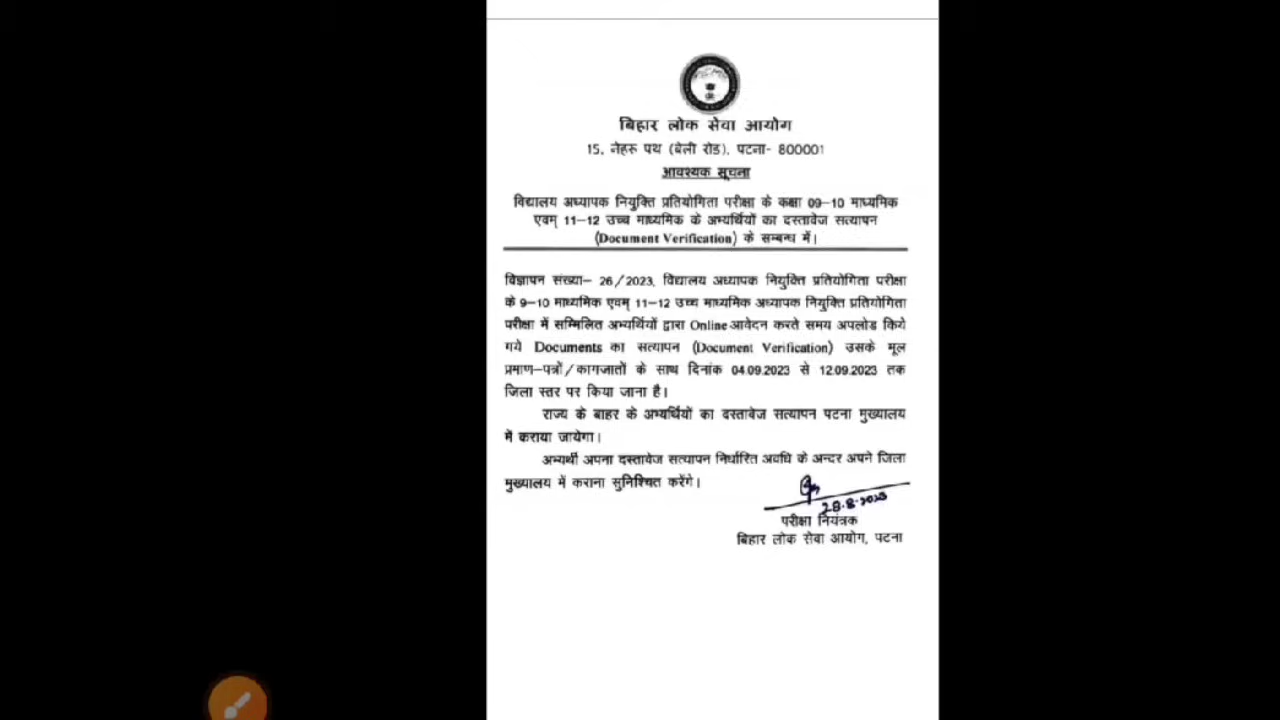 बिहार लोक सेवा आयोग
15, नेहरू पथ (बेली रोड), पटना- 800001
आवश्यक सूचना
विद्यालय अध्यापक नियुक्ति प्रतियोगिता परीक्षा के कक्षा 09-10 माध्यमिक
एवम् 11-12 उच्च माध्यमिक के अभ्यर्थियों का दस्तावेज सत्यापन
(Document Verification) के सम्बन्ध में।
विज्ञापन संख्या- 26/2023, विद्यालय अध्यापक नियुक्ति प्रतियोगिता परीक्षा
के 9-10 माध्यमिक एवम् 11-12 उच्च माध्यमिक अध्यापक नियुक्ति प्रतियोगिता
परीक्षा में सम्मिलित अभ्यर्थियों द्वारा Online आवेदन करते समय अपलोड किये
गये Documents का सत्यापन (Document Verification) उसके मूल
प्रमाण-पत्रों/कागजातों के साथ दिनांक 04.09.2023 से 12.09.2023 तक
जिला स्तर पर किया जाना है।
राज्य के बाहर के अभ्यर्थियों का दस्तावेज सत्यापन पटना मुख्यालय
में कराया जायेगा।
अभ्यर्थी अपना दस्तावेज सत्यापन निर्धारित अवधि के अन्दर अपने जिला
मुख्यालय में कराना सुनिश्चित करेंगे।
28.8.2023
परीक्षा नियंत्रक
बिहार लोक सेवा आयोग, पटना